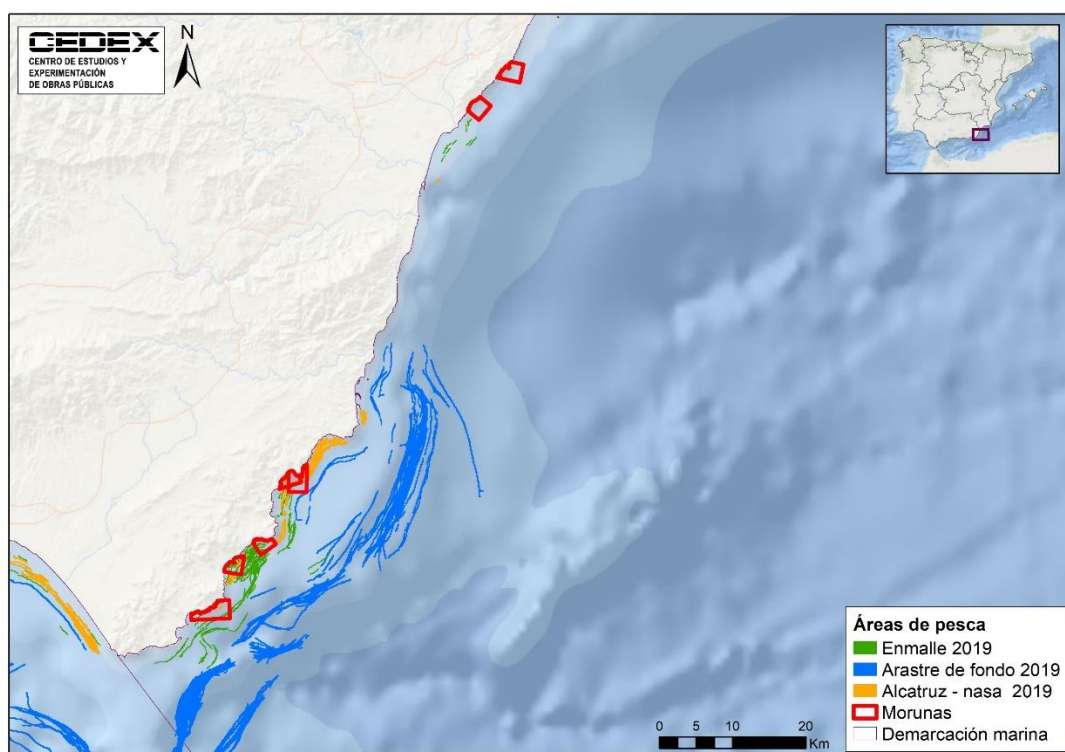 CEDEX
CENTRO DE ESTUDIOS Y
EXPERIMENTACIÓN
DE OBRAS PÚBLICAS
N
Áreas de pesca
Enmalle 2019
Arastre de fondo 2019
Alcatruz - nasa 2019
Morunas
Demarcación marina
0 5 10 20
Km